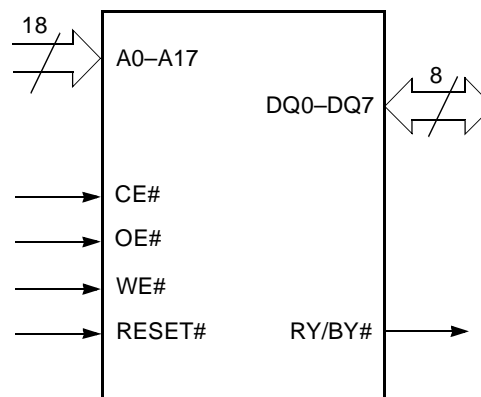 18
A0–A17
8
DQ0–DQ7
CE#
OE#
WE#
RESET#
RY/BY#